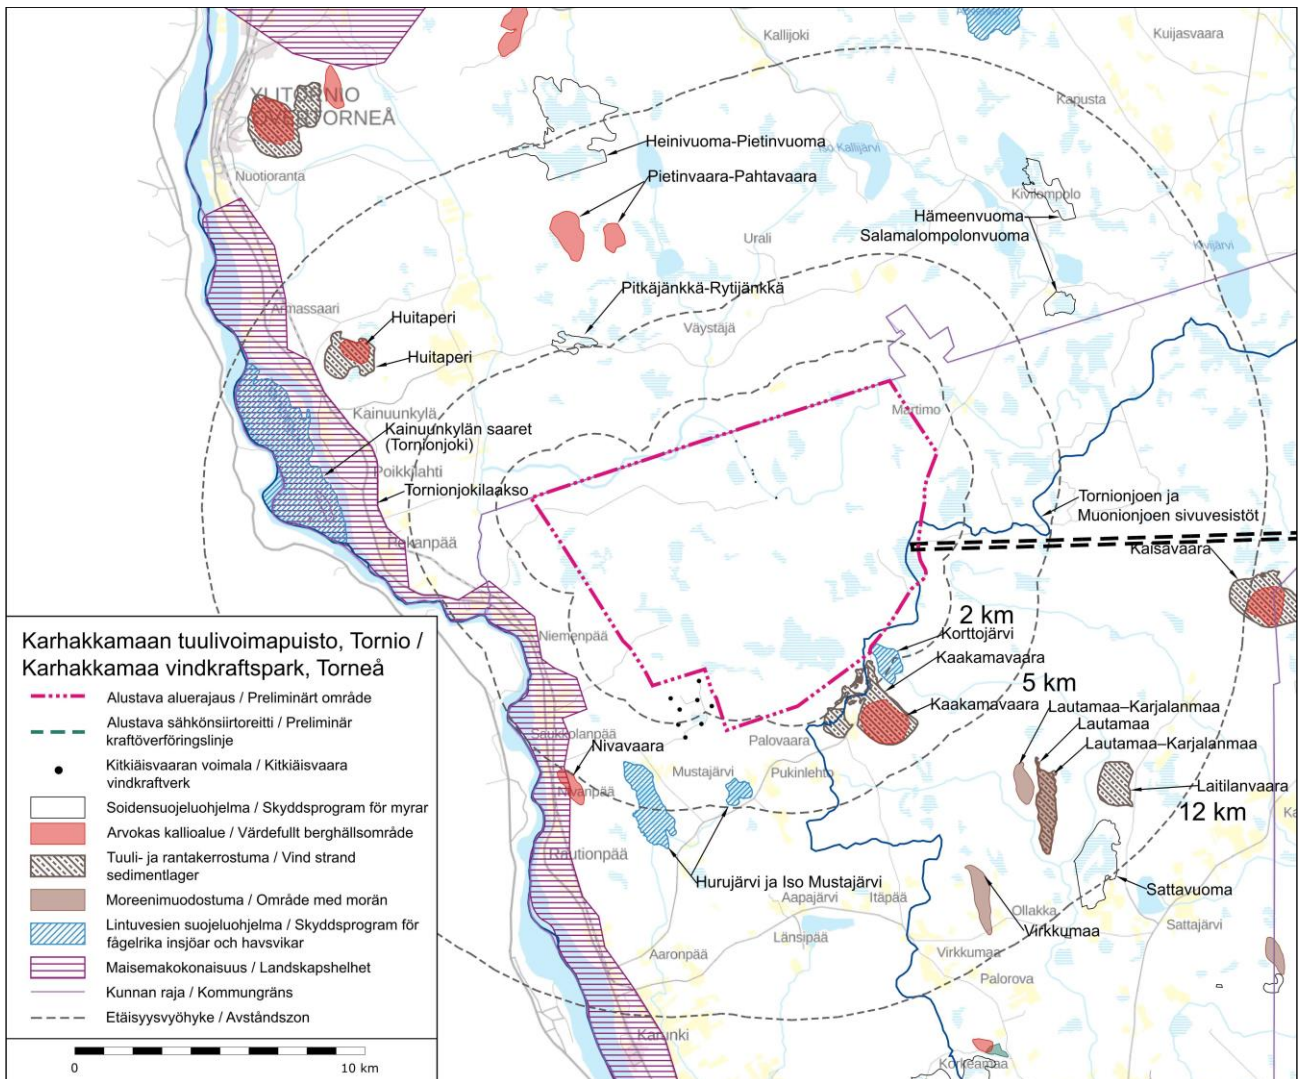 Kallijoki
Kuijasvaara
Kapusta
YLITORNIO
ÖVERTORNEÅ
Heinivuoma-Pietinvuoma
Iso Kallijärvi
Nuotioranta
Pietinvaara-Pahtavaara
Kivilompolo
Hämeenvuoma
Salamalompolonvuoma
Urali
Kivijärvi
Pitkäjänkkä-Rytijänkkä
Armassaari
Huitaperi
Väystäjä
Huitaperi
Kainuunkylä
Martimo
Kainuunkylän saaret
(Tornionjoki)
Poikkilahti
Tornionjokilaakso
Tornionjoen ja
Muonionjoen sivuvesistöt
Pekanpää
Kaisavaara
2 km
Niemenpää
Korttojärvi
Kaakamavaara
5 km
Kaakamavaara
Lautamaa–Karjalanmaa
Lautamaa
Lautamaa–Karjalanmaa
Saukkolanpää
Nivavaara
Palovaara
Mustajärvi
Pukinlehto
Nivanpää
Laitilanvaara
12 km
Rautionpää
Hurujärvi ja Iso Mustajärvi
Sattavuoma
Aapajärvi
Itäpää
Ollakka
Virkkumaa
Sattajärvi
Länsipää
Aaronpää
Virkkumaa
Palorova
Karunki
Korkeamaa
Karhakkamaan tuulivoimapuisto, Tornio /
Karhakkamaa vindkraftspark, Torneå
Alustava aluerajaus / Preliminärt område
Alustava sähkönsiirtoreitti / Preliminär
kraftöverföringslinje
Kitkiäisvaaran voimala / Kitkiäisvaara
vindkraftverk
Soidensuojeluohjelma / Skyddsprogram för myrar
Arvokas kallioalue / Värdefullt berghällsområde
Tuuli- ja rantakerrostuma / Vind strand
sedimentlager
Moreenimuodostuma / Område med morän
Lintuvesien suojeluohjelma / Skyddsprogram för
fågelrika insjöar och havsvikar
Maisemakokonaisuus / Landskapshelhet
Kunnan raja / Kommungräns
Etäisyysvyöhyke / Avståndszon
0
10 km